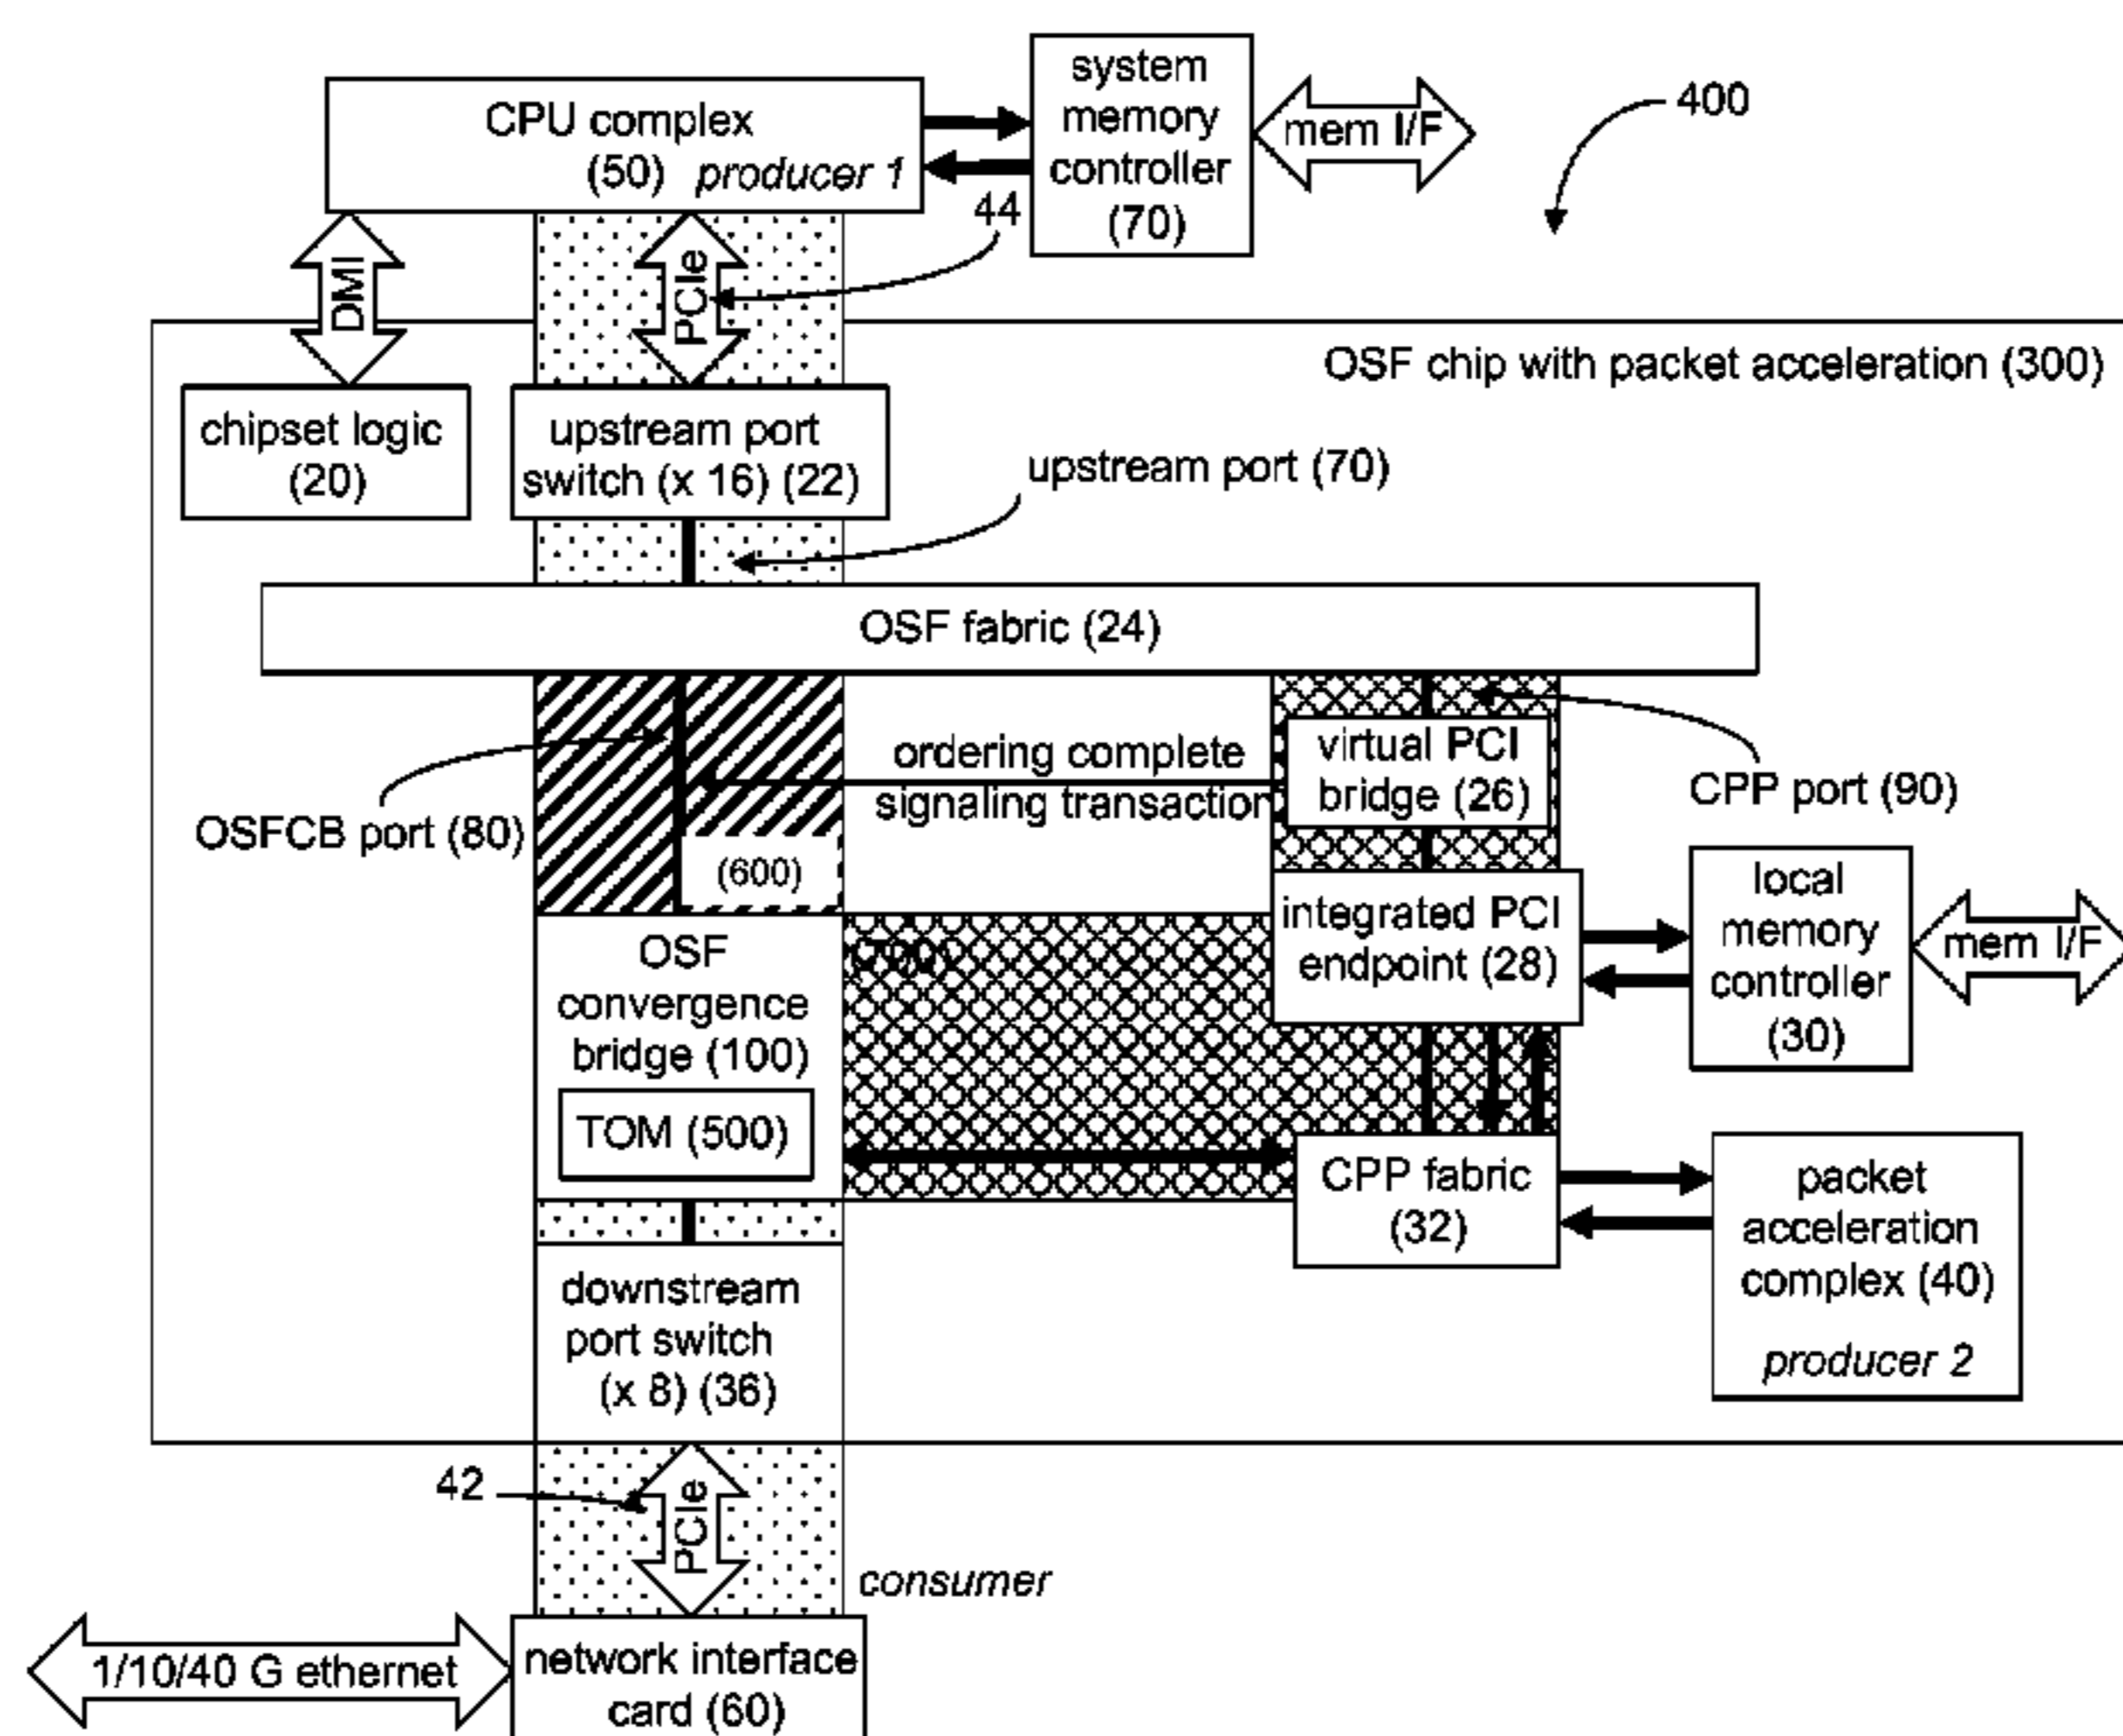 CPU complex
(50) producer 1
system
memory
controller
(70)
mem I/F
400
44
DMI
PCIe
OSF chip with packet acceleration (300)
chipset logic
(20)
upstream port
switch (x 16) (22)
upstream port (70)
OSF fabric (24)
ordering complete
signaling transaction
virtual PCI
bridge (26)
CPP port (90)
OSFCB port (80)
(600)
integrated PCI
endpoint (28)
local
memory
controller
(30)
mem I/F
OSF
convergence
bridge (100)
TOM (500)
CPP fabric
(32)
packet
acceleration
complex (40)
producer 2
downstream
port switch
(x 8) (36)
42
PCIe
consumer
1/10/40 G ethernet
network interface
card (60)